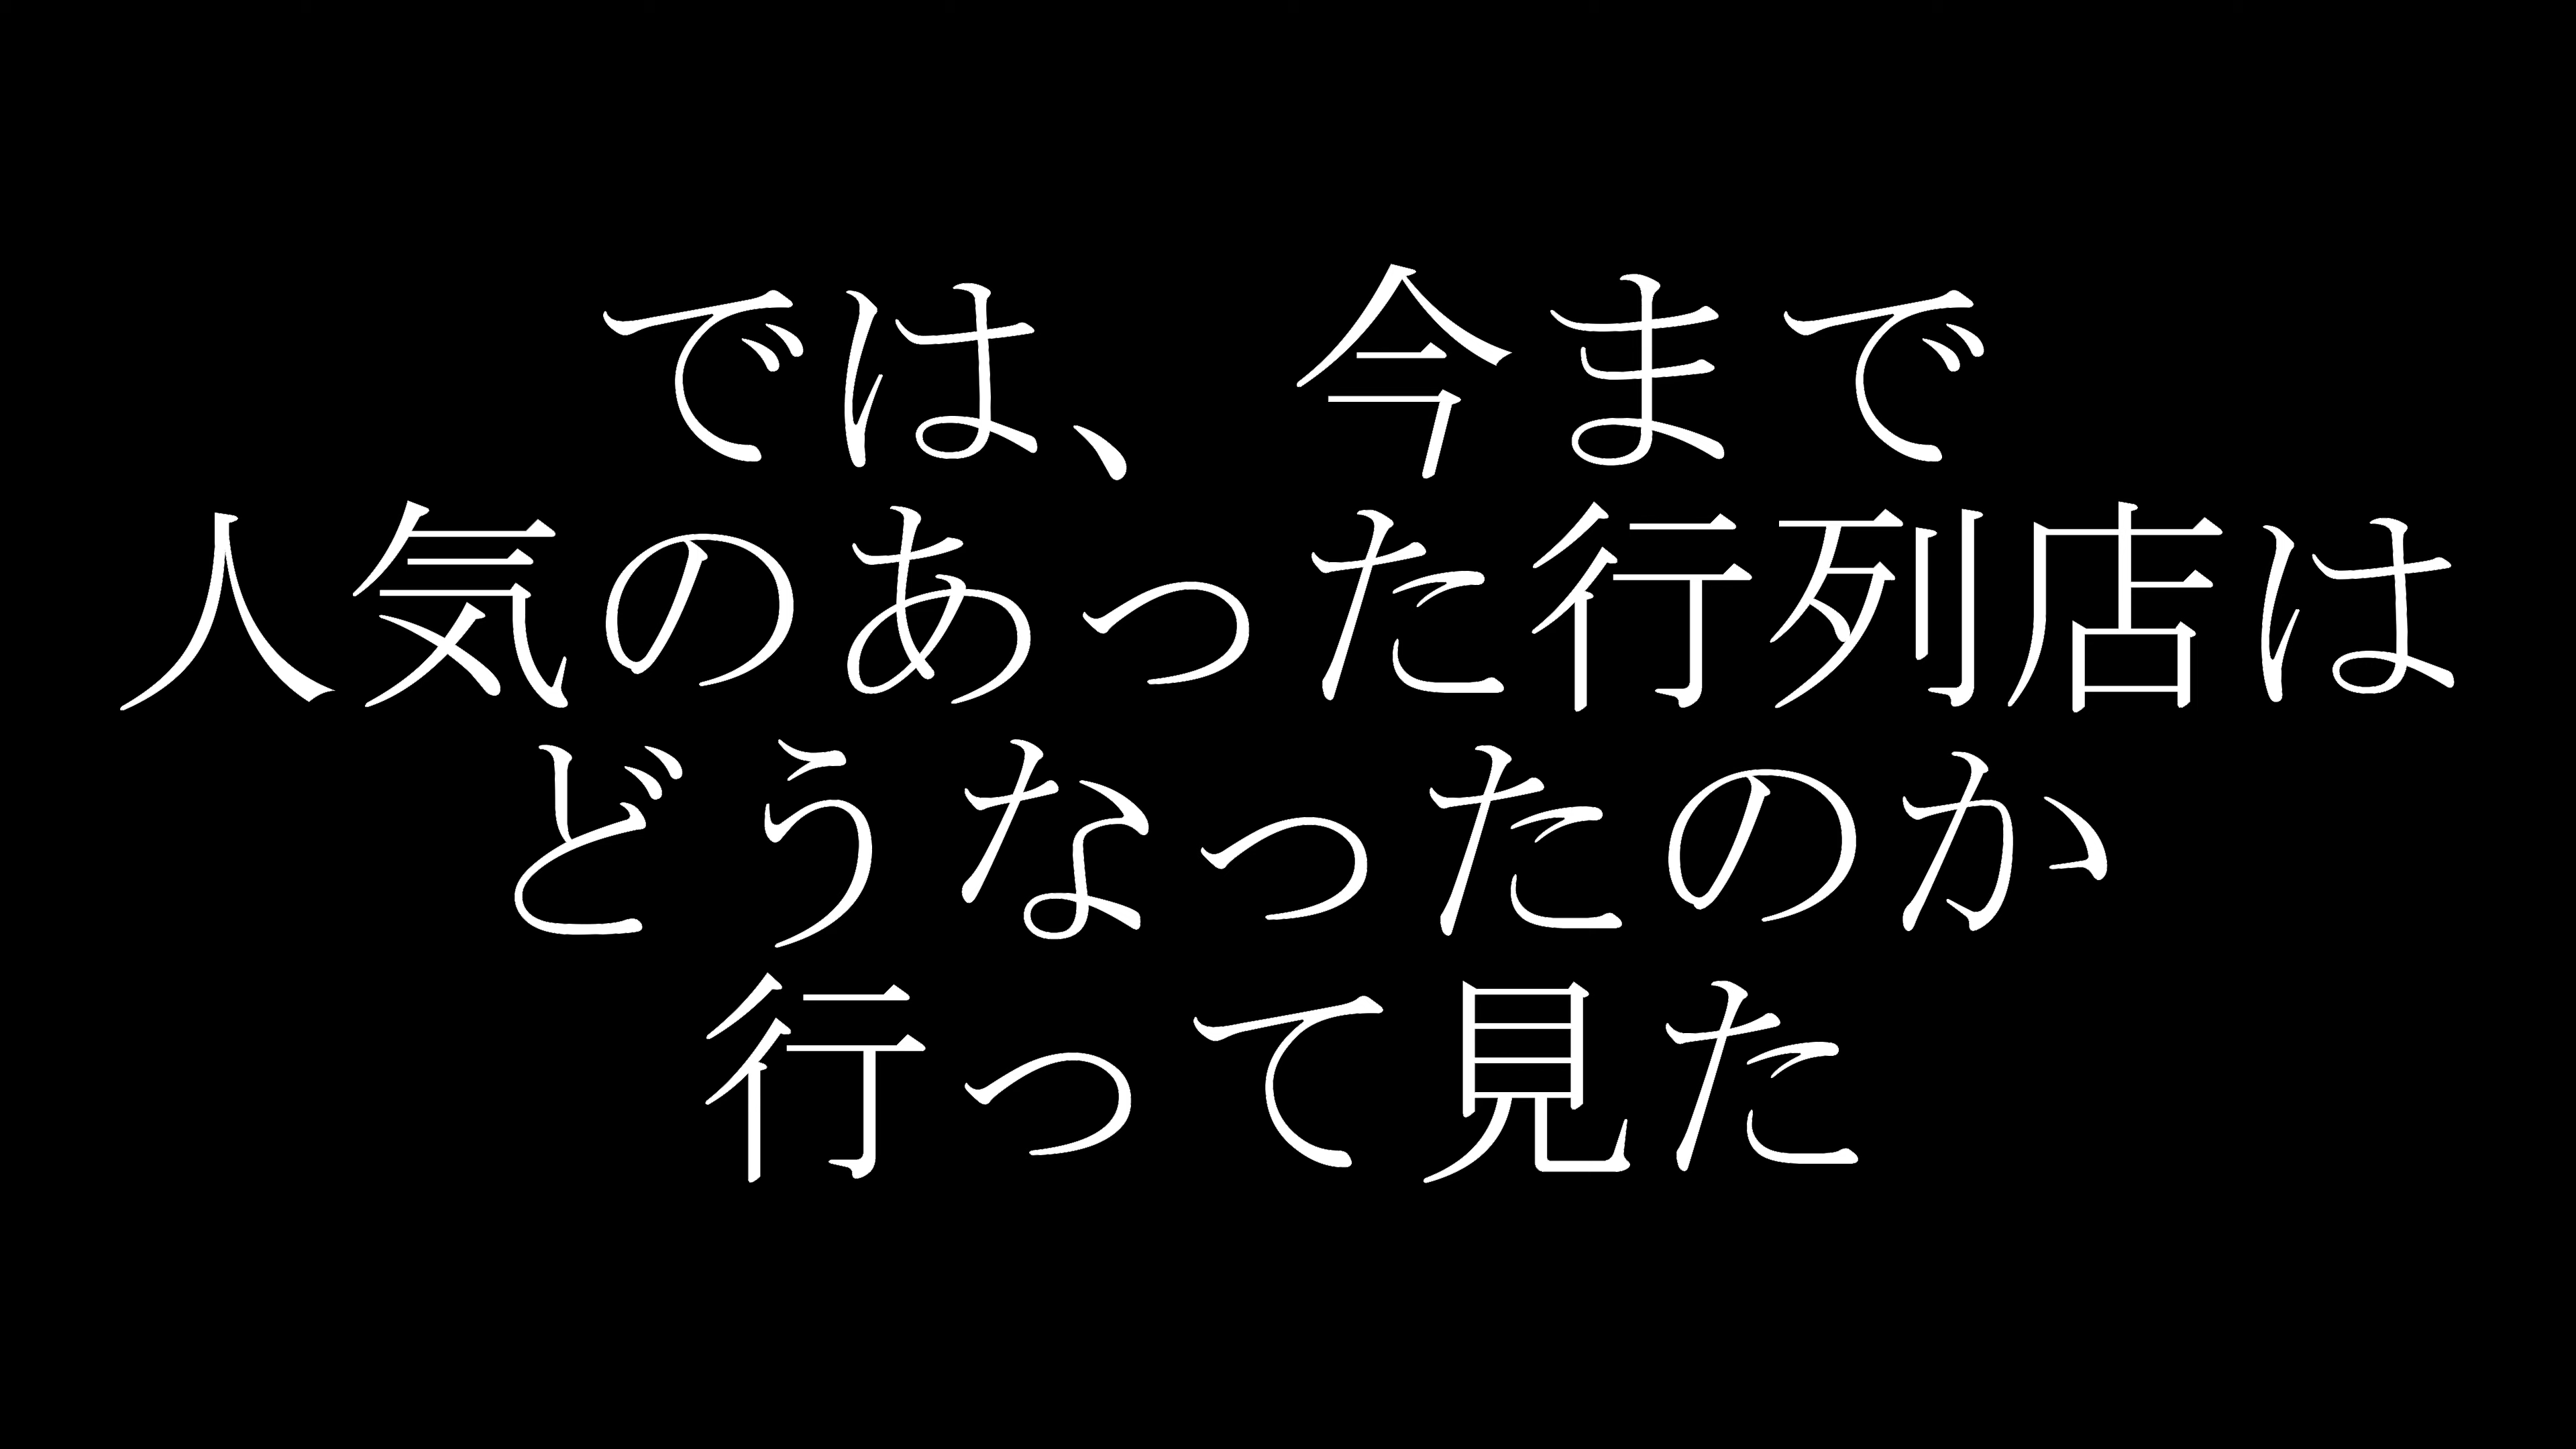 では、今まで
人気のあった行列店は
どうなったのか
行って見た